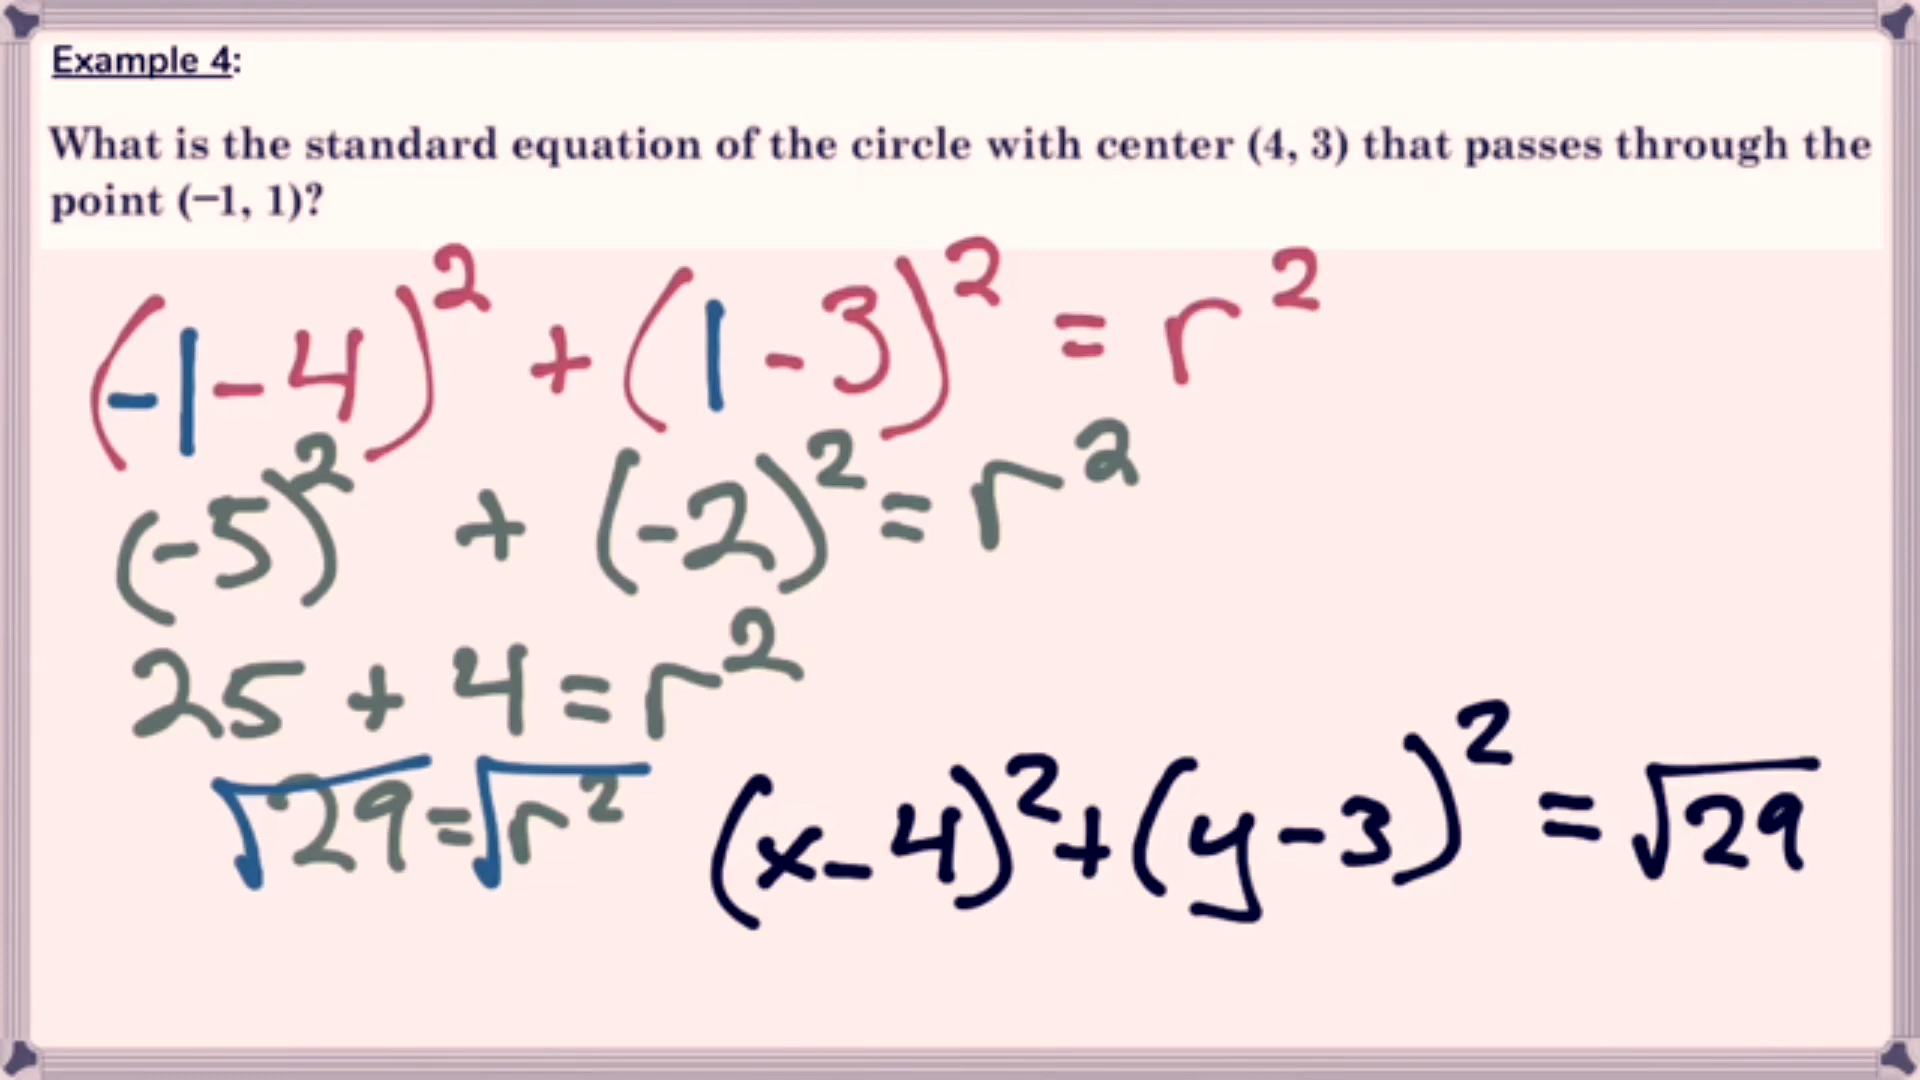 Example 4:
What is the standard equation of the circle with center (4, 3) that passes through the
point (−1, 1)?
(-1-4)² + (1-3)² = r²
(-5)² + (-2)² = r²
25 + 4 = r²
√29 = √r²
(x-4)² + (y-3)² = √29